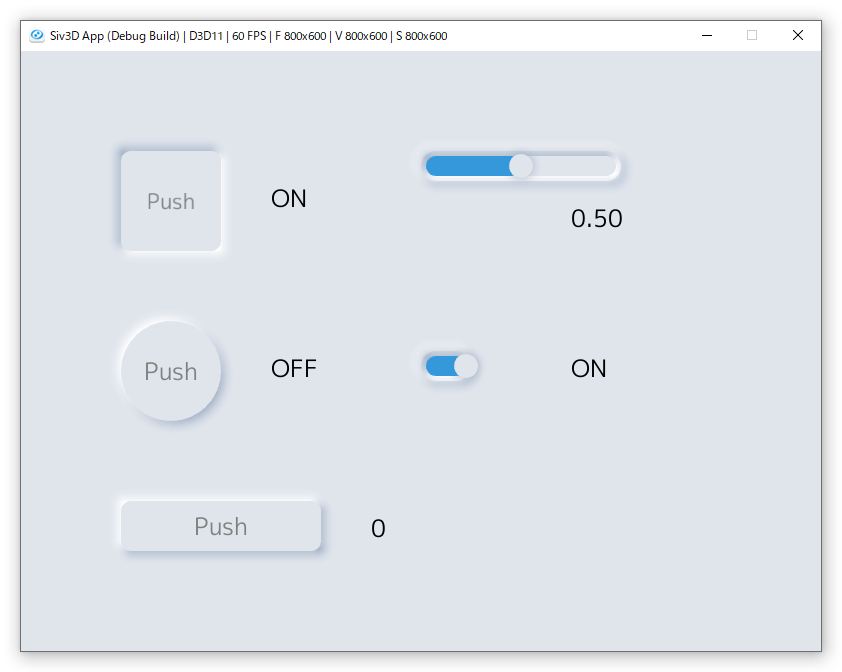 Siv3D App (Debug Build) | D3D11 | 60 FPS | F 800x600 | V 800x600 | S 800x600
Push
ON
0.50
Push
OFF
ON
Push
0